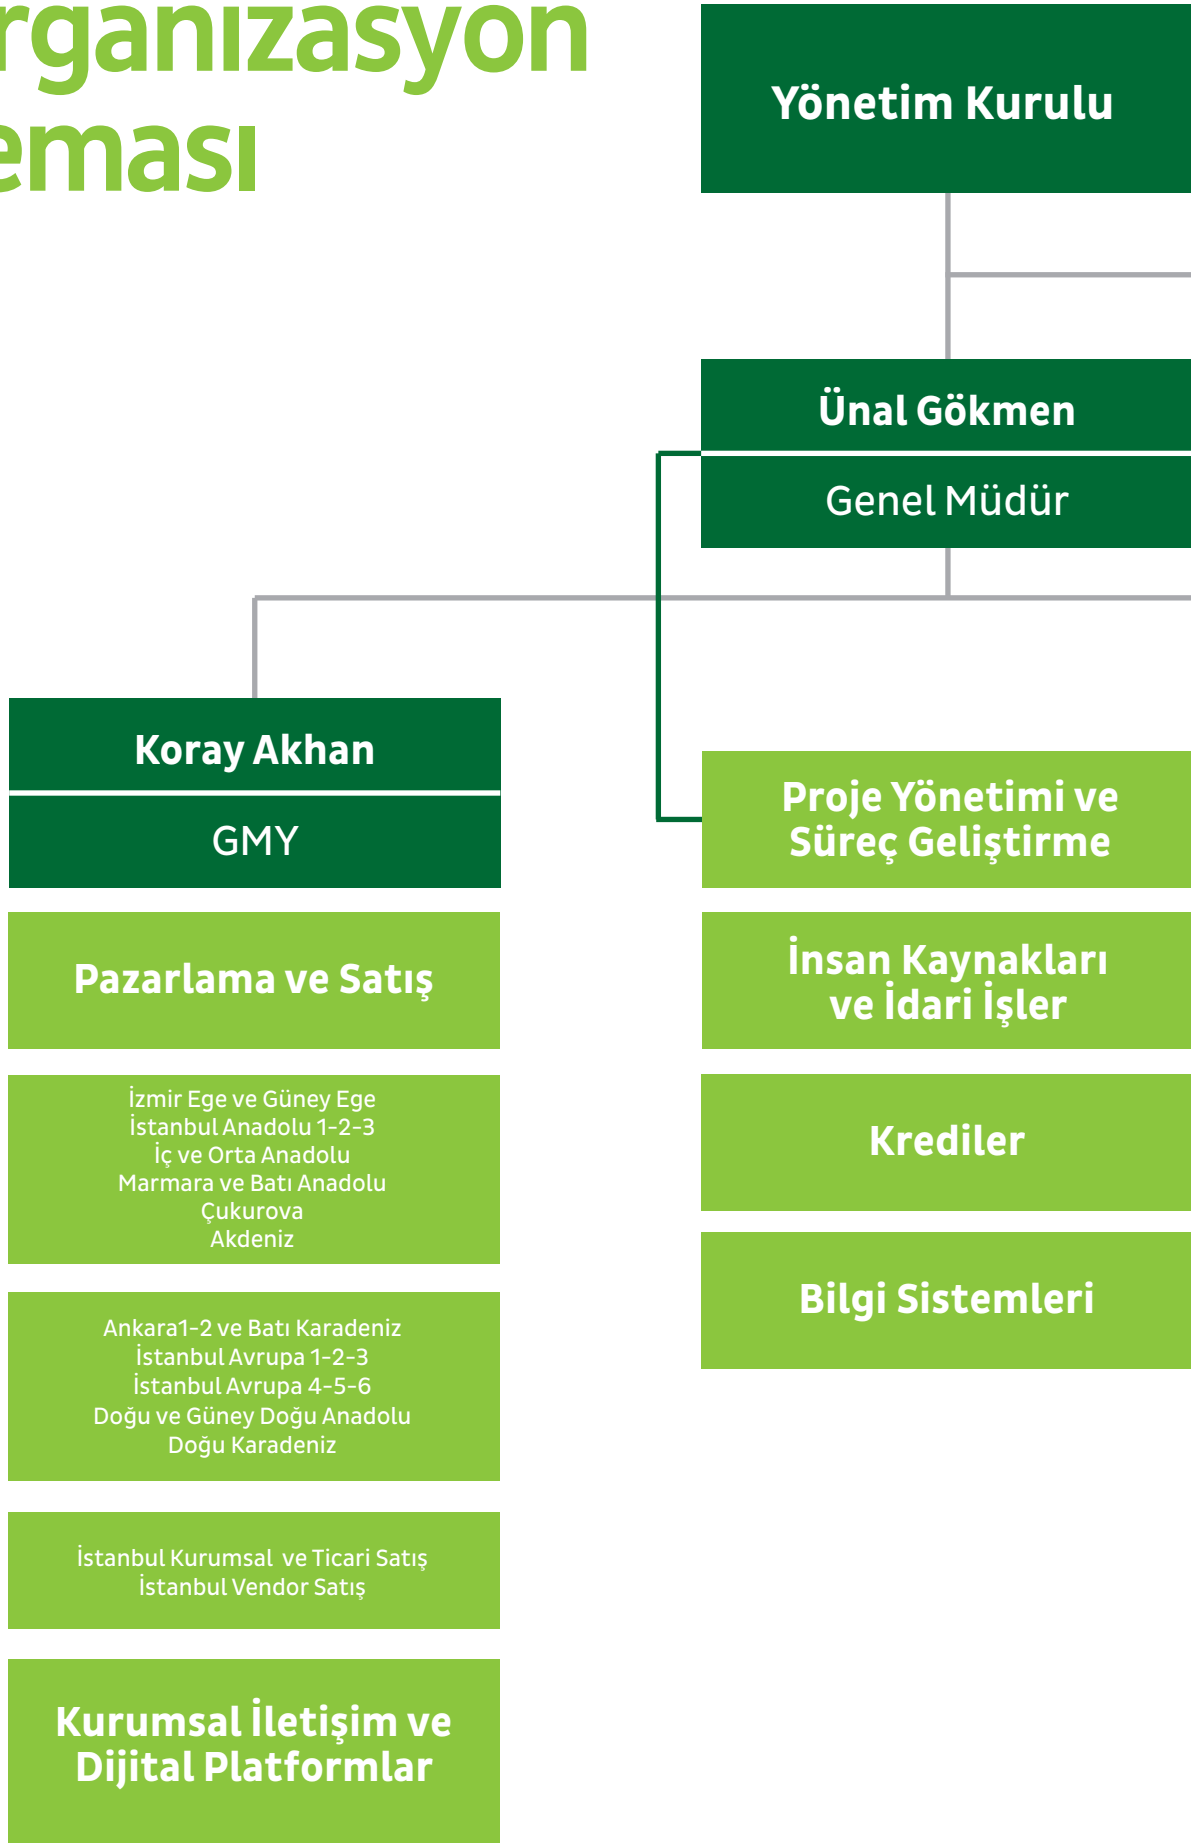 rganizasyon
eması
Yönetim Kurulu
Ünal Gökmen
Genel Müdür
Koray Akhan
GMY
Pazarlama ve Satış
İzmir Ege ve Güney Ege
İstanbul Anadolu 1-2-3
İç ve Orta Anadolu
Marmara ve Batı Anadolu
Çukurova
Akdeniz
Ankara1-2 ve Batı Karadeniz
İstanbul Avrupa 1-2-3
İstanbul Avrupa 4-5-6
Doğu ve Güney Doğu Anadolu
Doğu Karadeniz
İstanbul Kurumsal  ve Ticari Satış
İstanbul Vendor Satış
Kurumsal İletişim ve
Dijital Platformlar
Proje Yönetimi ve
Süreç Geliştirme
İnsan Kaynakları
ve İdari İşler
Krediler
Bilgi Sistemleri